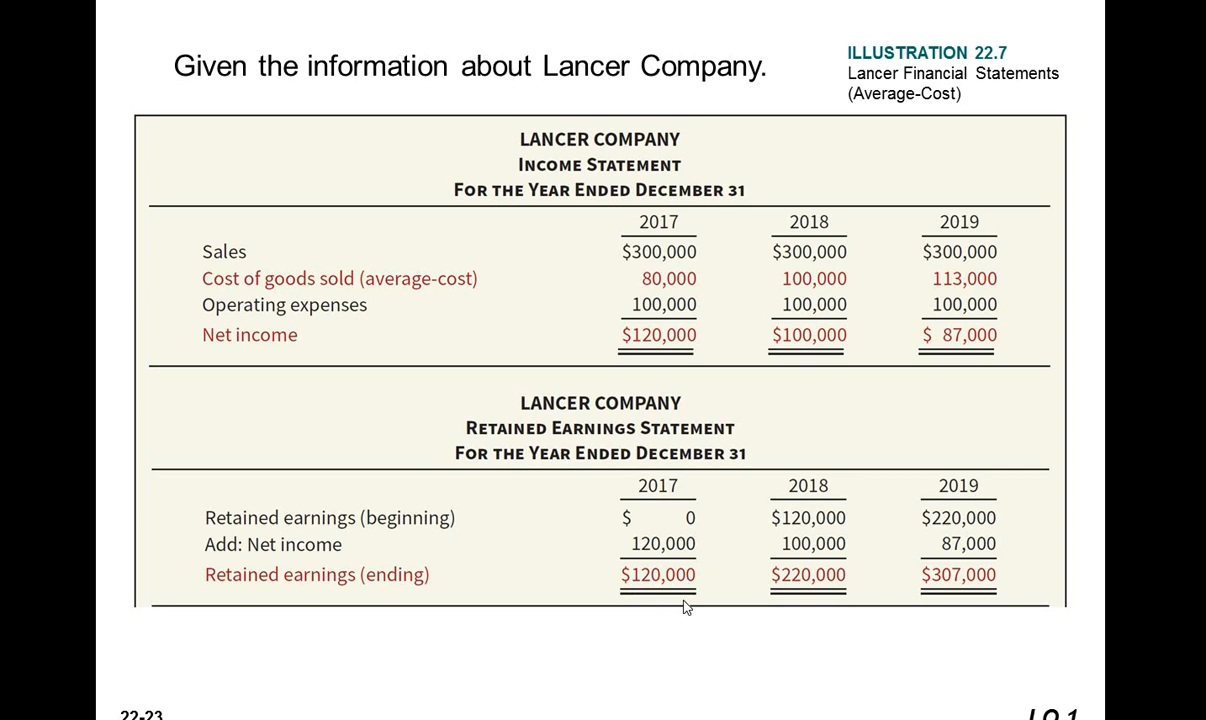 Given the information about Lancer Company.
ILLUSTRATION 22.7
Lancer Financial Statements
(Average-Cost)
LANCER COMPANY
INCOME STATEMENT
FOR THE YEAR ENDED DECEMBER 31
2017 2018 2019
Sales $300,000 $300,000 $300,000
Cost of goods sold (average-cost) 80,000 100,000 113,000
Operating expenses 100,000 100,000 100,000
Net income $120,000 $100,000 $ 87,000
LANCER COMPANY
RETAINED EARNINGS STATEMENT
FOR THE YEAR ENDED DECEMBER 31
2017 2018 2019
Retained earnings (beginning) $ 0 $120,000 $220,000
Add: Net income 120,000 100,000 87,000
Retained earnings (ending) $120,000 $220,000 $307,000
22-23 LO 1